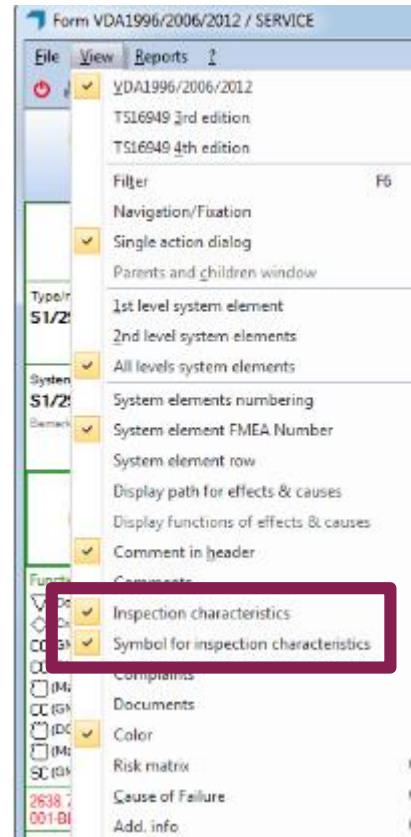 Form VDA1996/2006/2012 / SERVICE
File View Reports ?
VDA1996/2006/2012
TS16949 3rd edition
TS16949 4th edition
Filter F6
Navigation/Fixation
Single action dialog
Parents and children window
Type/
S1/2
1st level system element
2nd level system elements
All levels system elements
System
S1/2
System elements numbering
System element FMEA Number
System element row
Display path for effects & causes
Display functions of effects & causes
Comment in header
Comments
Inspection characteristics
Symbol for inspection characteristics
Complaints
Documents
Color
Risk matrix
2638
Cause of Failure
Add. info